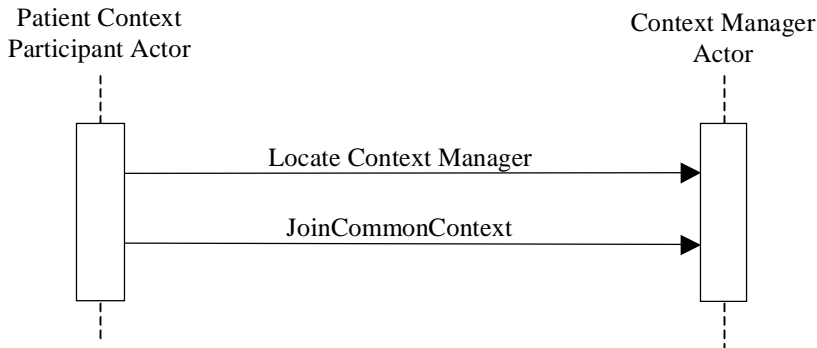 Patient Context
Participant Actor
Context Manager
Actor
Locate Context Manager
JoinCommonContext